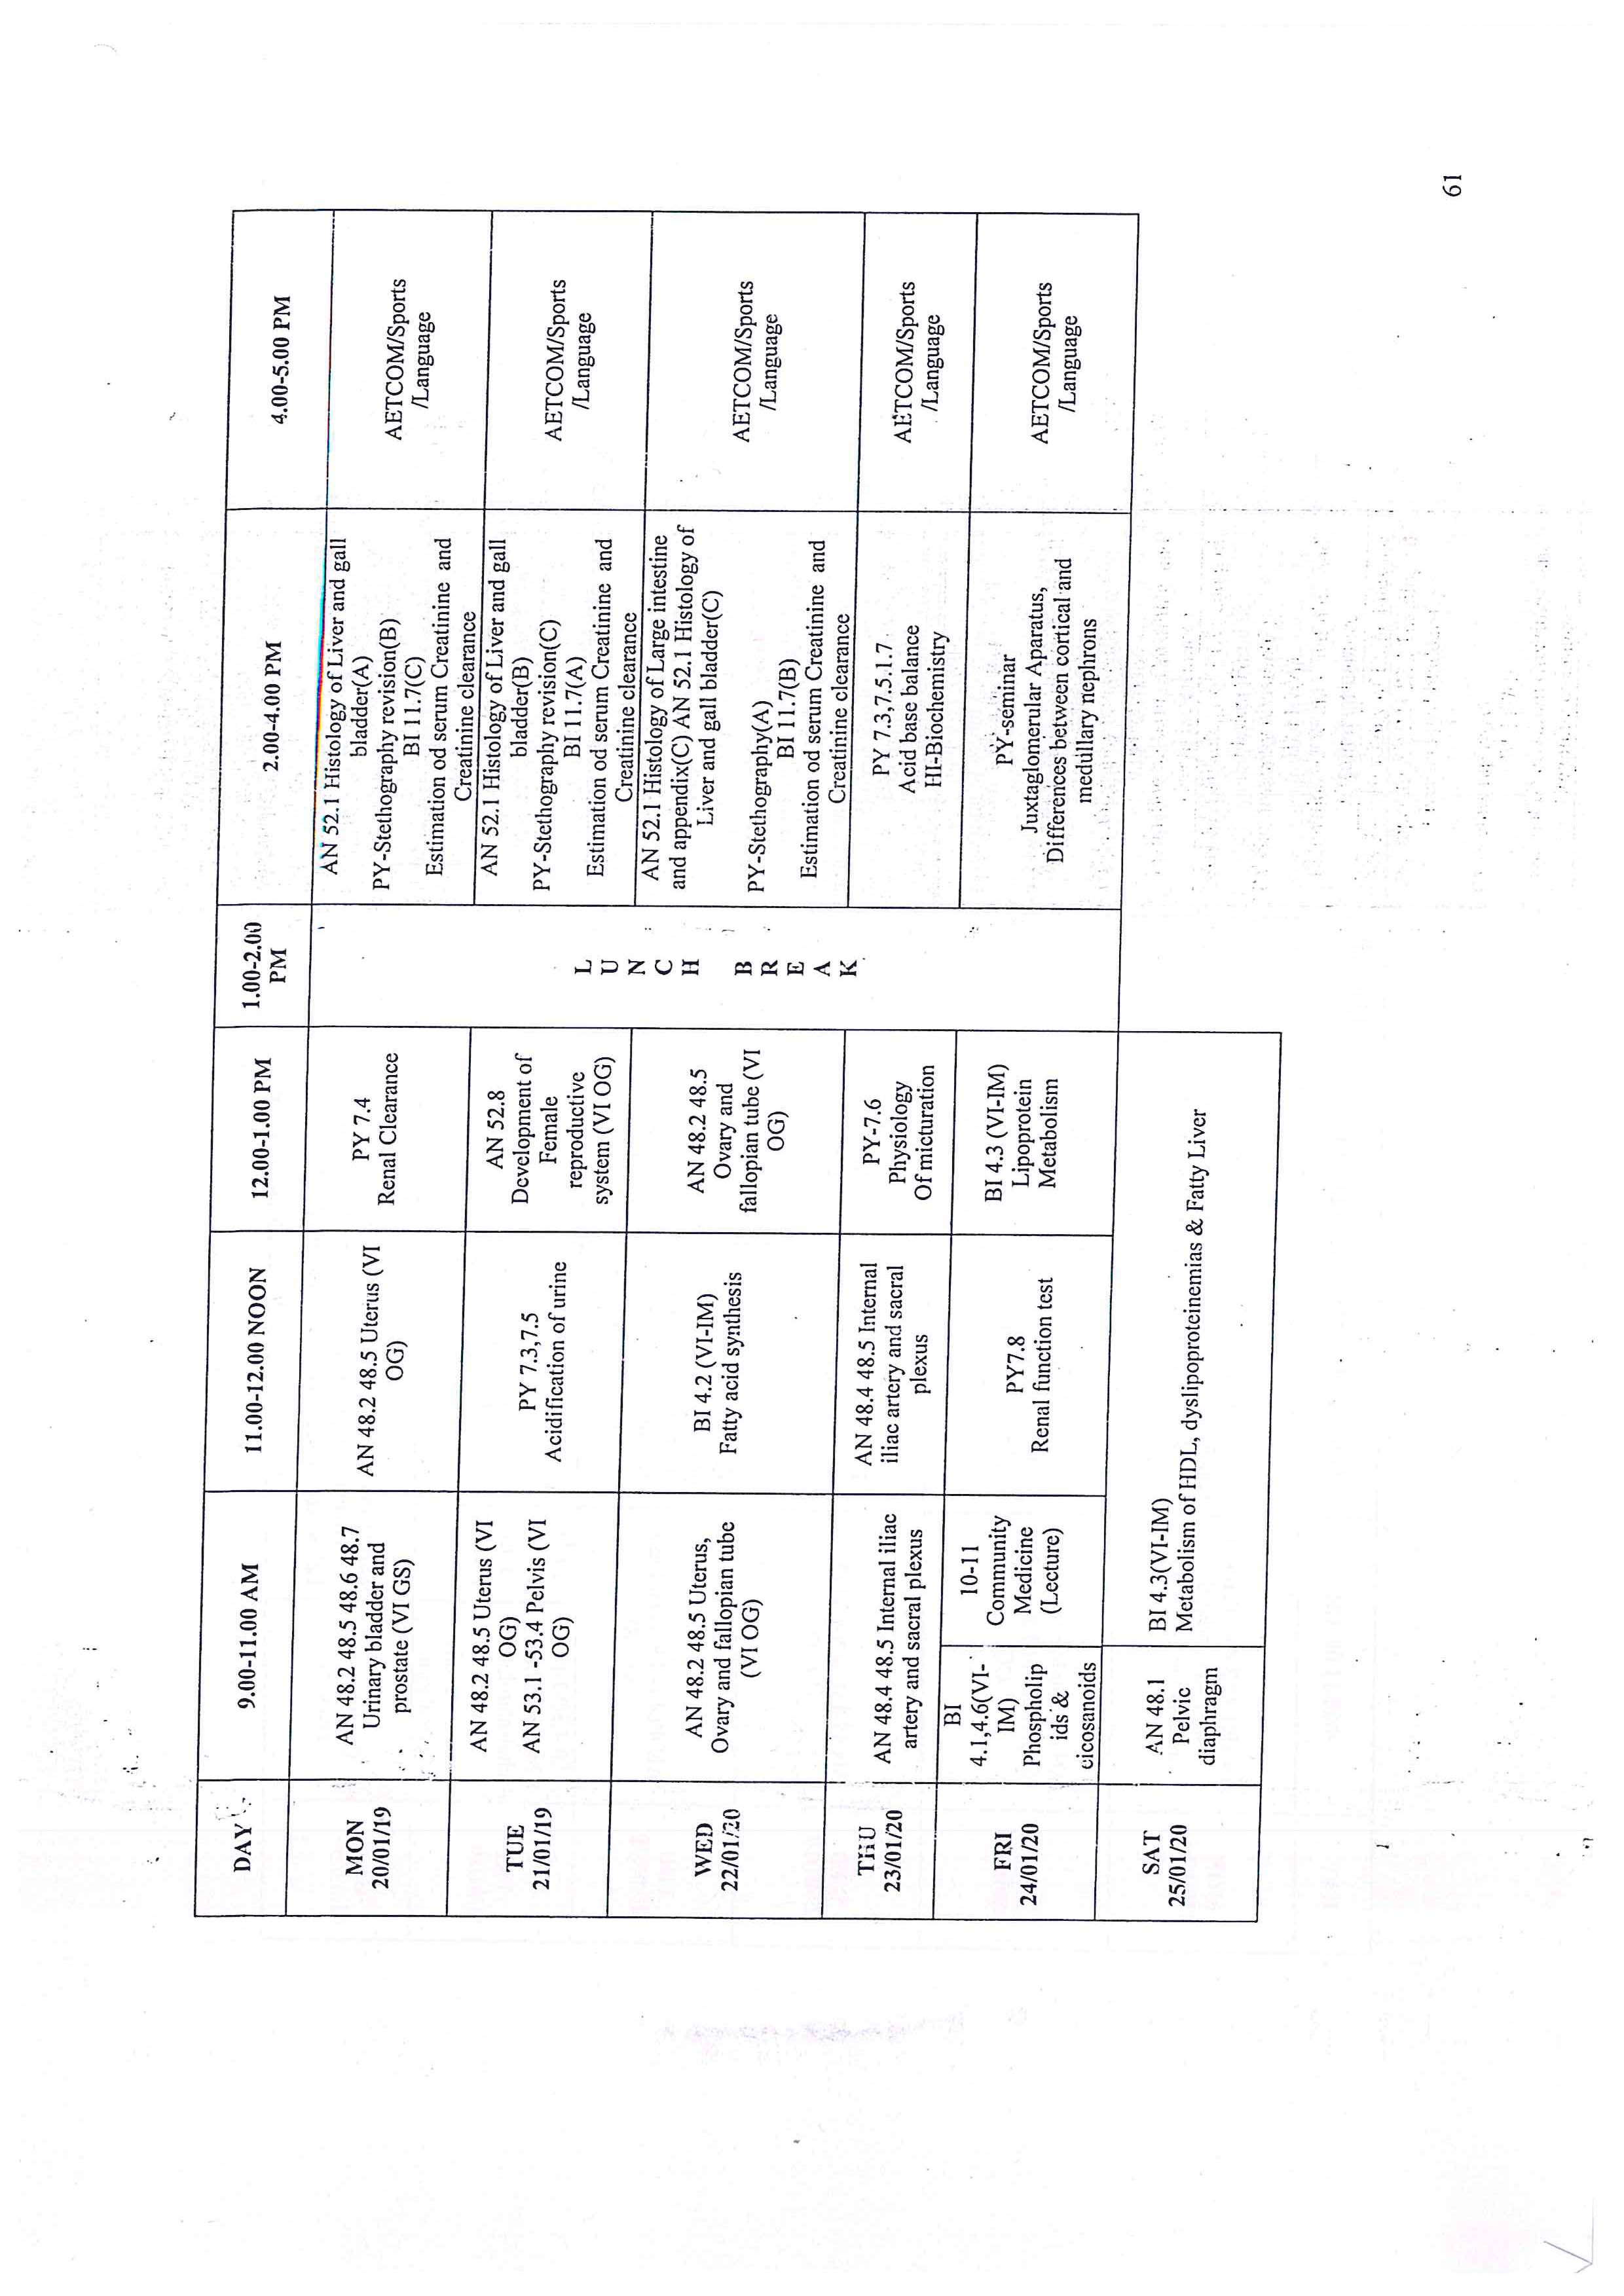 61
DAY
9.00-11.00 AM
11.00-12.00 NOON
12.00-1.00 PM
1.00-2.00
PM
2.00-4.00 PM
4.00-5.00 PM
MON
20/01/19
AN 48.2 48.5 48.6 48.7
Urinary bladder and
prostate (VI GS)
AN 48.2 48.5 Uterus (VI
OG)
PY 7.4
Renal Clearance
L
U
N
C
H
B
R
E
A
K
AN 52.1 Histology of Liver and gall
bladder(A)
PY-Stethography revision(B)
BI 11.7(C)
Estimation od serum Creatinine and
Creatinine clearance
AETCOM/Sports
/Language
TUE
21/01/19
AN 48.2 48.5 Uterus (VI
OG)
AN 53.1 -53.4 Pelvis (VI
OG)
PY 7.3,7.5
Acidification of urine
AN 52.8
Development of
Female
reproductive
system (VI OG)
AN 52.1 Histology of Liver and gall
bladder(B)
PY-Stethography revision(C)
BI 11.7(A)
Estimation od serum Creatinine and
Creatinine clearance
AETCOM/Sports
/Language
WED
22/01/20
AN 48.2 48.5 Uterus,
Ovary and fallopian tube
(VI OG)
BI 4.2 (VI-IM)
Fatty acid synthesis
AN 48.2 48.5
Ovary and
fallopian tube (VI
OG)
AN 52.1 Histology of Large intestine
and appendix(C) AN 52.1 Histology of
Liver and gall bladder(C)
PY-Stethography(A)
BI 11.7(B)
Estimation od serum Creatinine and
Creatinine clearance
AETCOM/Sports
/Language
THU
23/01/20
AN 48.4 48.5 Internal iliac
artery and sacral plexus
AN 48.4 48.5 Internal
iliac artery and sacral
plexus
PY-7.6
Physiology
Of micturation
PY 7.3,7.5.1.7
Acid base balance
HI-Biochemistry
AETCOM/Sports
/Language
FRI
24/01/20
BI
4.1,4.6(VI-
IM)
Phospholip
ids &
eicosanoids
10-11
Community
Medicine
(Lecture)
PY7.8
Renal function test
BI 4.3 (VI-IM)
Lipoprotein
Metabolism
PY-seminar
Juxtaglomerular Aparatus,
Differences between cortical and
medullary nephrons
AETCOM/Sports
/Language
SAT
25/01/20
AN 48.1
Pelvic
diaphragm
BI 4.3(VI-IM)
Metabolism of HDL, dyslipoproteinemias & Fatty Liver